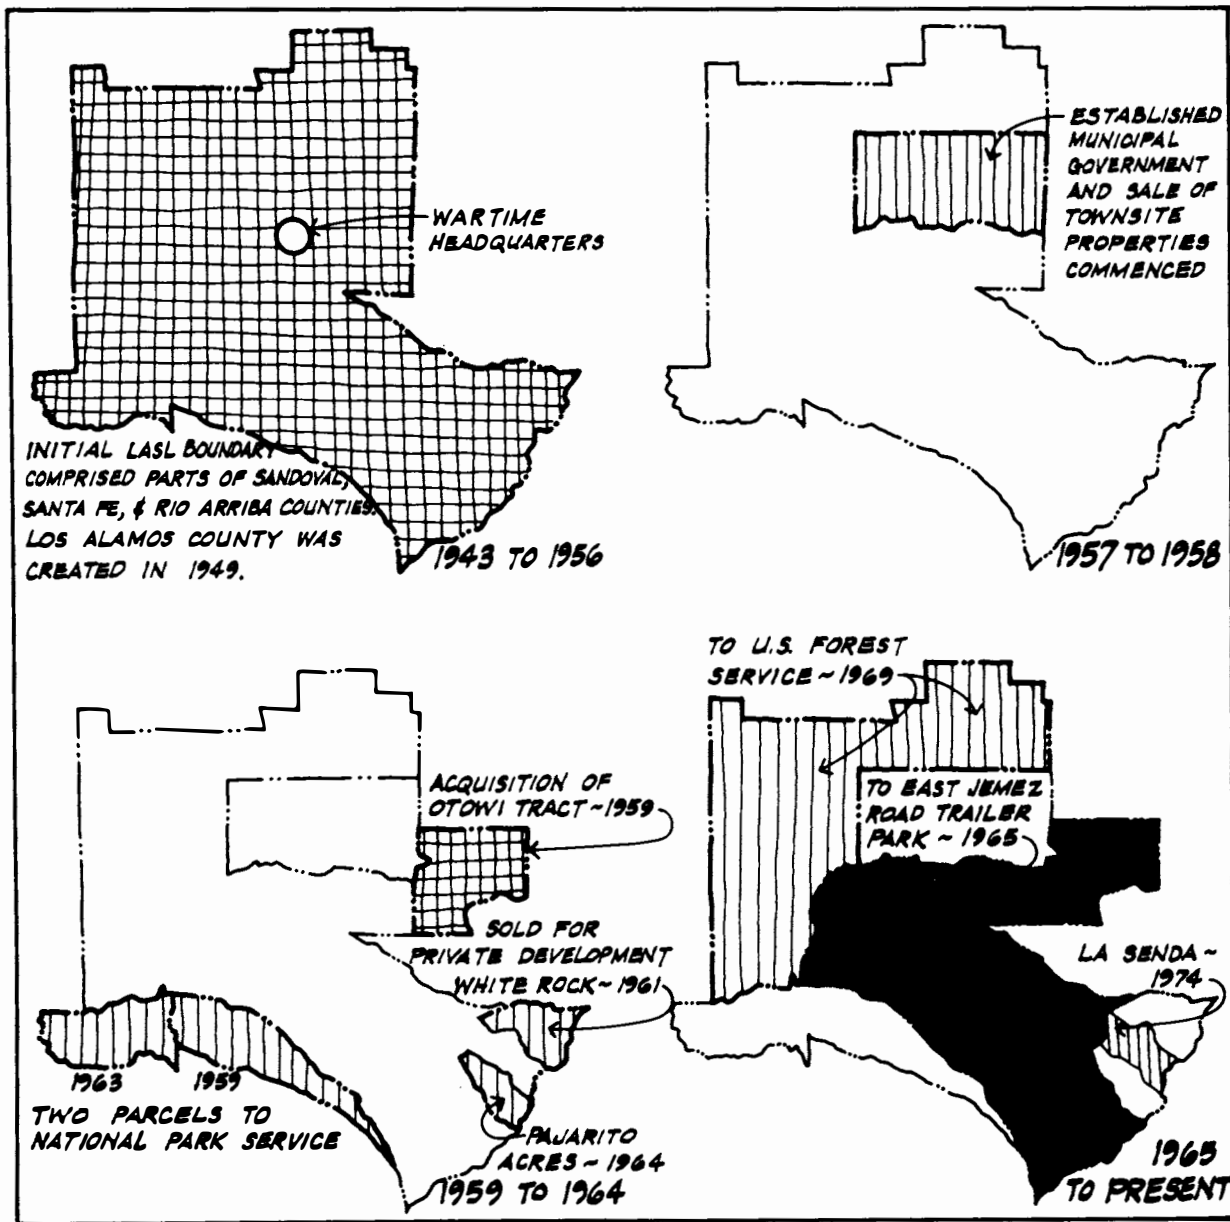 WARTIME
HEADQUARTERS
INITIAL LASL BOUNDARY
COMPRISED PARTS OF SANDOVAL,
SANTA FE, & RIO ARRIBA COUNTIES.
LOS ALAMOS COUNTY WAS
CREATED IN 1949.
1943 TO 1956
ESTABLISHED
MUNICIPAL
GOVERNMENT
AND SALE OF
TOWNSITE
PROPERTIES
COMMENCED
1957 TO 1958
ACQUISITION OF
OTOWI TRACT ~ 1959
SOLD FOR
PRIVATE DEVELOPMENT
WHITE ROCK ~ 1961
1963
1959
TWO PARCELS TO
NATIONAL PARK SERVICE
PAJARITO
ACRES ~ 1964
1959 TO 1964
TO U.S. FOREST
SERVICE ~ 1969
TO EAST JEMEZ
ROAD TRAILER
PARK ~ 1965
LA SENDA ~
1974
1965
TO PRESENT